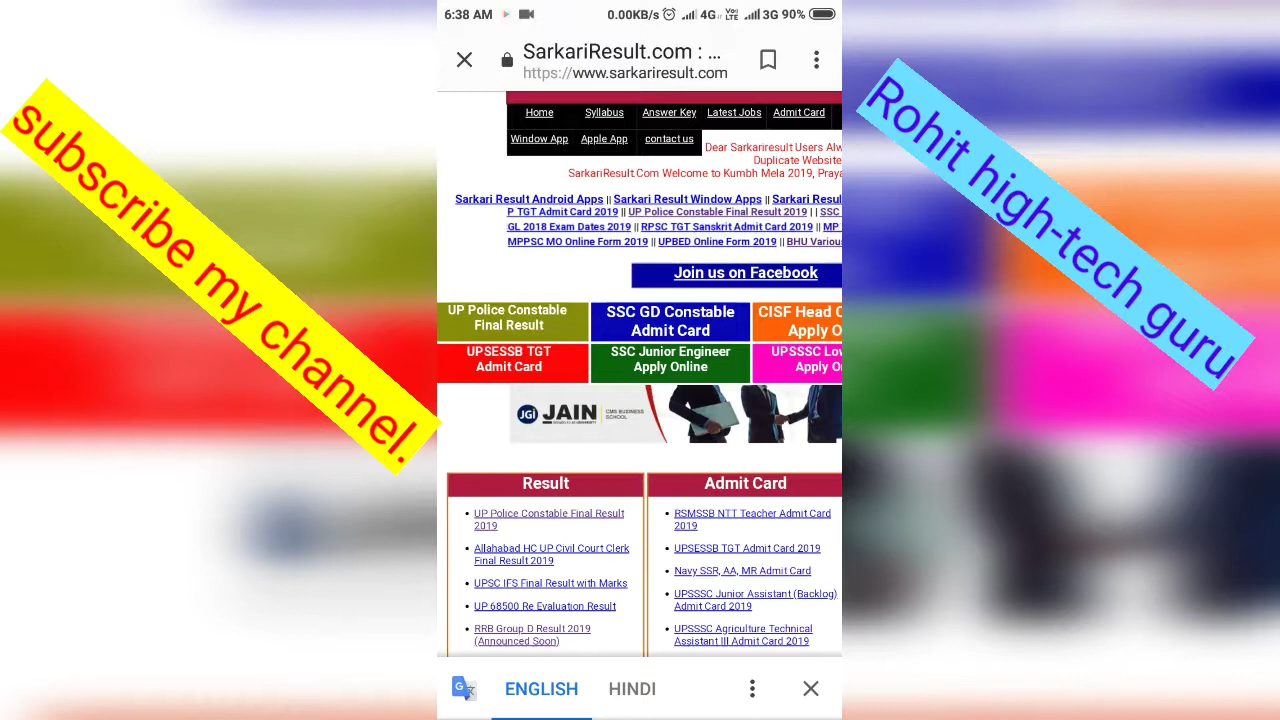 6:38 AM 0.00KB/s 4G Vo LTE 3G 90%
SarkariResult.com : ...
https://www.sarkariresult.com
Home Syllabus Answer Key Latest Jobs Admit Card
Window App Apple App contact us
Dear Sarkariresult Users Alw
Duplicate Website
SarkariResult.Com Welcome to Kumbh Mela 2019, Praya
Sarkari Result Android Apps || Sarkari Result Window Apps || Sarkari Resul
P TGT Admit Card 2019 || UP Police Constable Final Result 2019 | | SSC
GL 2018 Exam Dates 2019 || RPSC TGT Sanskrit Admit Card 2019 || MP
MPPSC MO Online Form 2019 || UPBED Online Form 2019 || BHU Variou
Join us on Facebook
UP Police Constable
Final Result
SSC GD Constable
Admit Card
CISF Head C
Apply O
UPSESSB TGT
Admit Card
SSC Junior Engineer
Apply Online
UPSSSC Lov
Apply On
JGi JAIN CMS BUSINESS
SCHOOL
Result
UP Police Constable Final Result
2019
Allahabad HC UP Civil Court Clerk
Final Result 2019
UPSC IFS Final Result with Marks
UP 68500 Re Evaluation Result
RRB Group D Result 2019
(Announced Soon)
Admit Card
RSMSSB NTT Teacher Admit Card
2019
UPSESSB TGT Admit Card 2019
Navy SSR, AA, MR Admit Card
UPSSSC Junior Assistant (Backlog)
Admit Card 2019
UPSSSC Agriculture Technical
Assistant III Admit Card 2019
ENGLISH HINDI
subscribe my channel.
Rohit high-tech guru